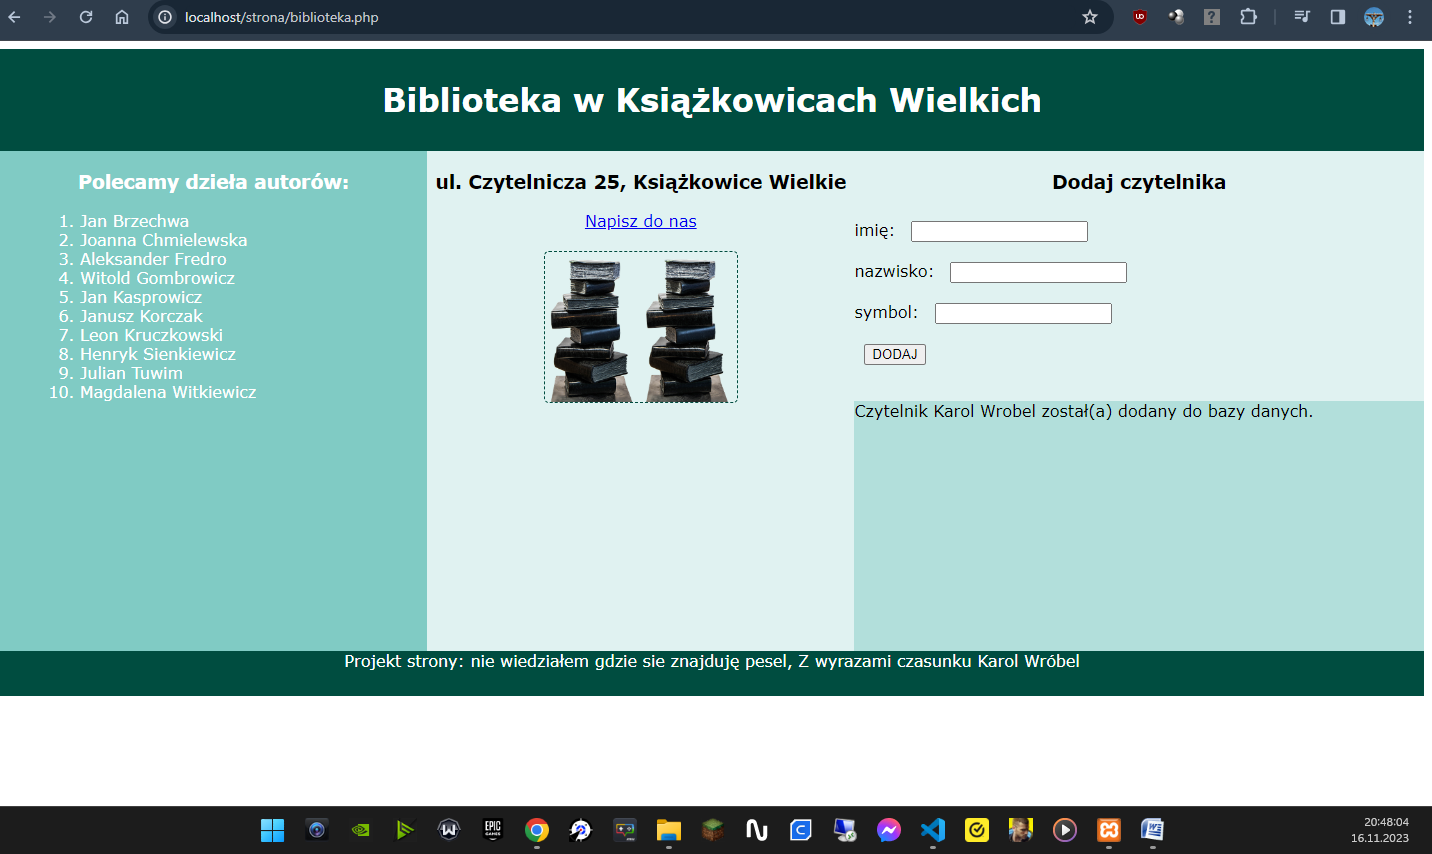 localhost/strona/biblioteka.php
Biblioteka w Książkowicach Wielkich
Polecamy dzieła autorów:
1. Jan Brzechwa
2. Joanna Chmielewska
3. Aleksander Fredro
4. Witold Gombrowicz
5. Jan Kasprowicz
6. Janusz Korczak
7. Leon Kruczkowski
8. Henryk Sienkiewicz
9. Julian Tuwim
10. Magdalena Witkiewicz
ul. Czytelnicza 25, Książkowice Wielkie
Napisz do nas
Dodaj czytelnika
imię:
nazwisko:
symbol:
DODAJ
Czytelnik Karol Wrobel został(a) dodany do bazy danych.
Projekt strony: nie wiedziałem gdzie sie znajduję pesel, Z wyrazami czasunku Karol Wróbel
EPIC
GAMES
20:48:04
16.11.2023